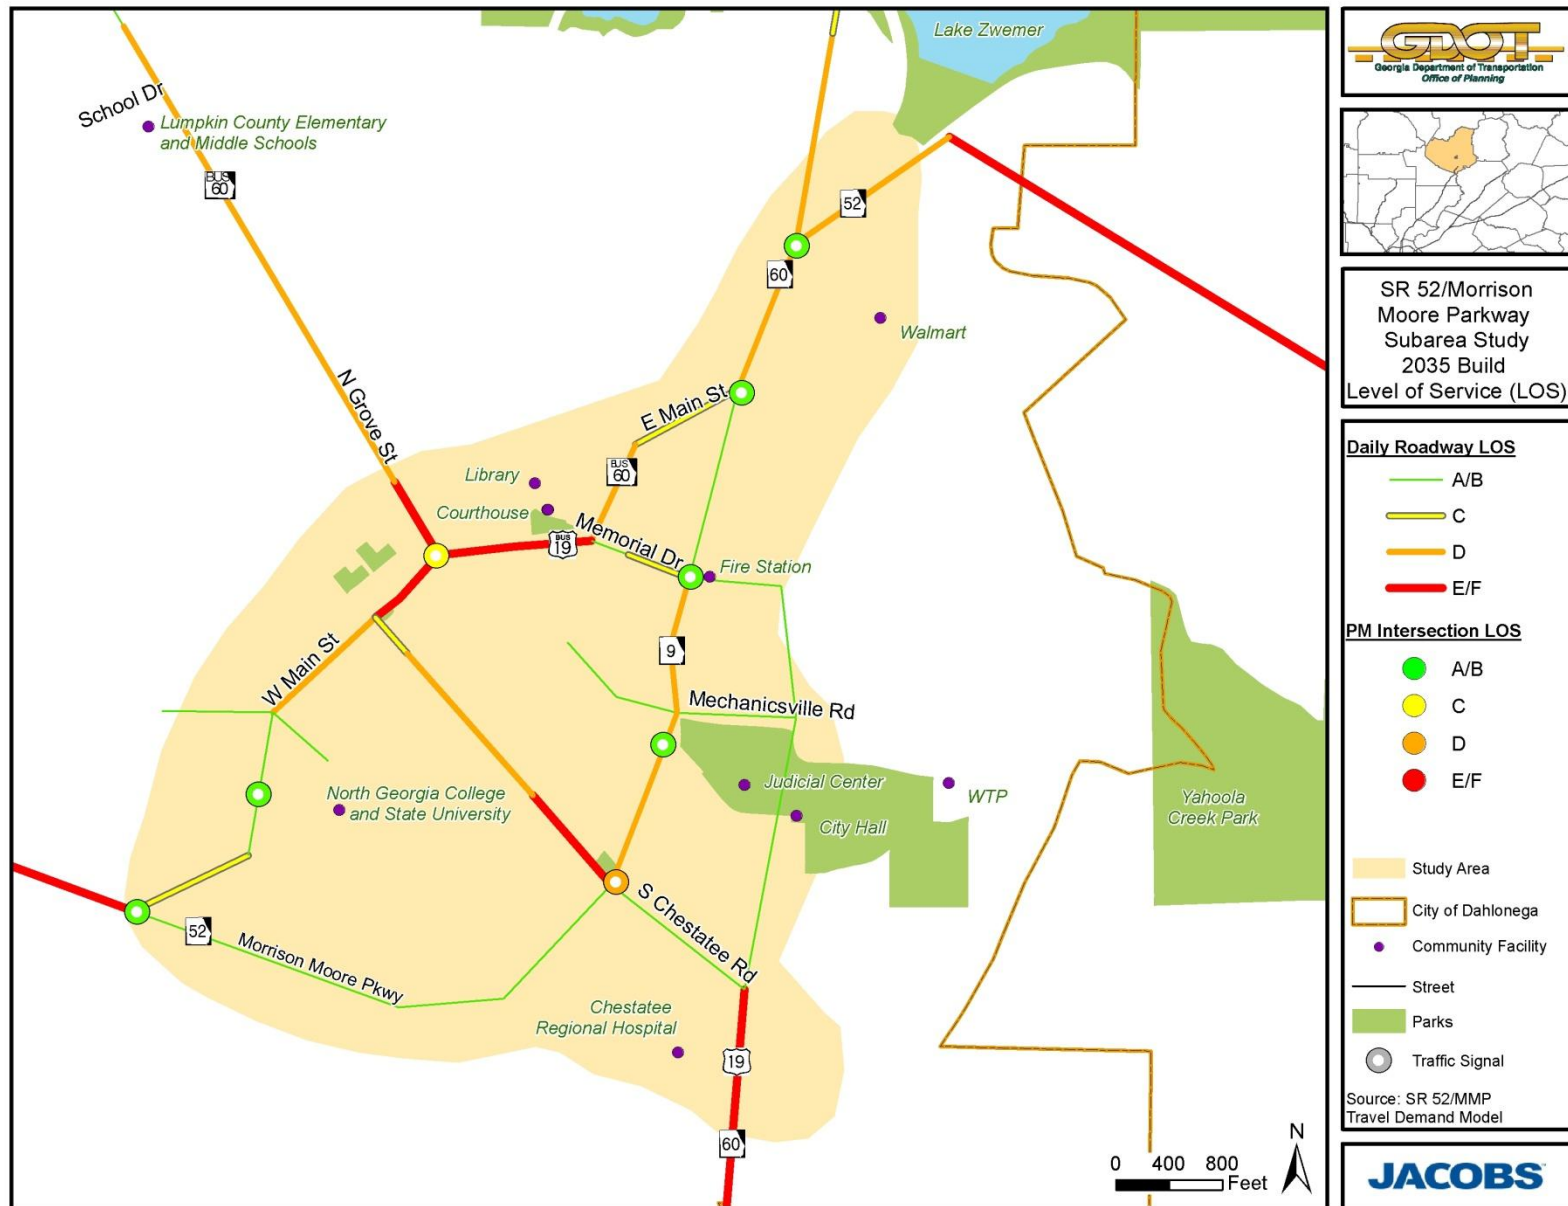 Lake Zwemer
School Dr
Lumpkin County Elementary
and Middle Schools
BUS
60
52
60
Walmart
N Grove St
E Main St
BUS
60
Library
Courthouse
BUS
19
Memorial Dr
Fire Station
9
W Main St
Mechanicsville Rd
Judicial Center
WTP
City Hall
Yahoola
Creek Park
North Georgia College
and State University
S Chestatee Rd
52
Morrison Moore Pkwy
Chestatee
Regional Hospital
19
60
0 400 800
Feet
N
GDOT
Georgia Department of Transportation
Office of Planning
SR 52/Morrison
Moore Parkway
Subarea Study
2035 Build
Level of Service (LOS)
Daily Roadway LOS
A/B
C
D
E/F
PM Intersection LOS
A/B
C
D
E/F
Study Area
City of Dahlonega
Community Facility
Street
Parks
Traffic Signal
Source: SR 52/MMP
Travel Demand Model
JACOBS